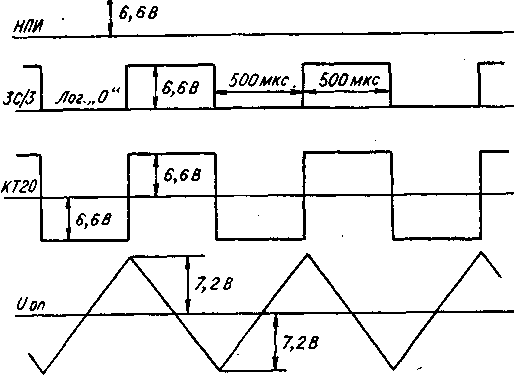 НПИ
6,6 В
ЗС/3
Лог. „0“
6,6 В
500 мкс
500 мкс
КТ20
6,6 В
6,6 В
7,2 В
U оп
7,2 В